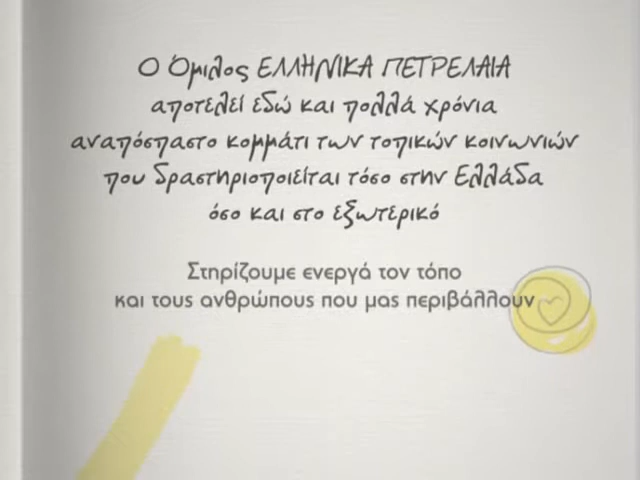 Ο Όμιλος ΕΛΛΗΝΙΚΑ ΠΕΤΡΕΛΑΙΑ
αποτελεί εδώ και πολλά χρόνια
αναπόσπαστο κομμάτι των τοπικών κοινωνιών
που δραστηριοποιείται τόσο στην Ελλάδα
όσο και στο εξωτερικό
Στηρίζουμε ενεργά τον τόπο
και τους ανθρώπους που μας περιβάλλουν